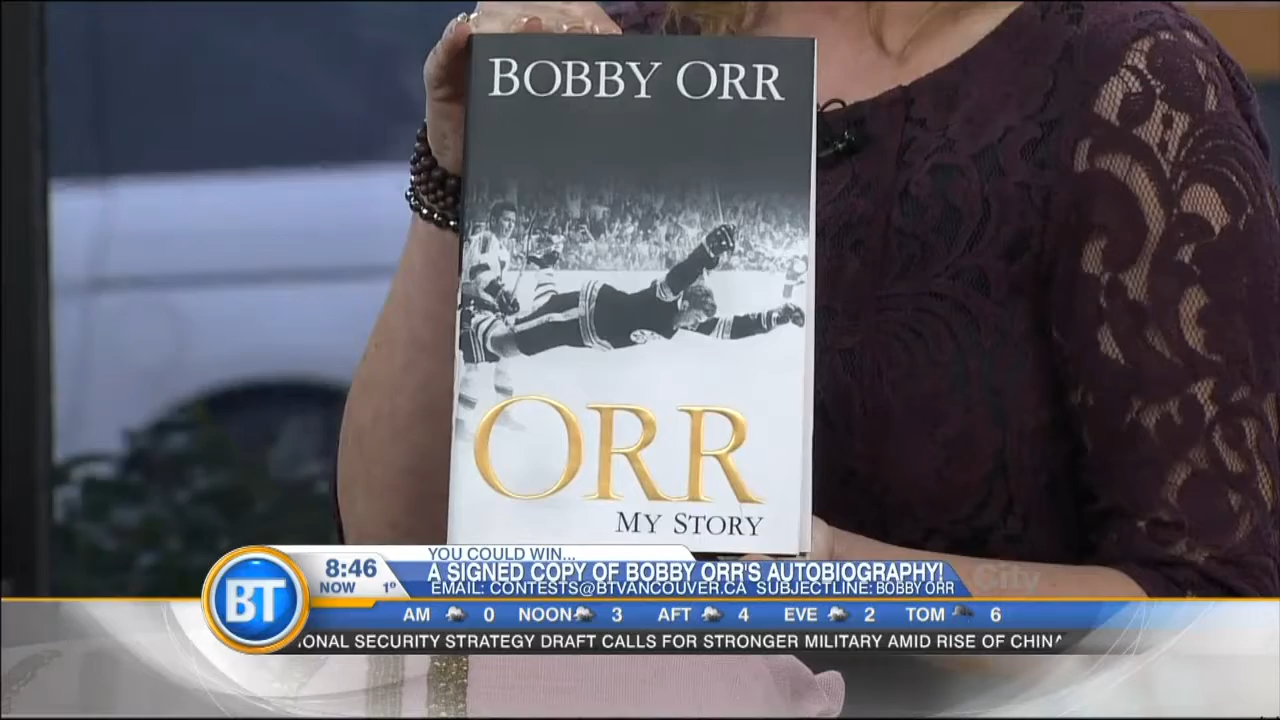 BOBBY ORR
ORR
MY STORY
YOU COULD WIN...
8:46
A SIGNED COPY OF BOBBY ORR'S AUTOBIOGRAPHY!
NOW 1°
EMAIL: CONTESTS@BTVANCOUVER.CA SUBJECTLINE: BOBBY ORR
City
BT
AM 0 NOON 3 AFT 4 EVE 2 TOM 6
IONAL SECURITY STRATEGY DRAFT CALLS FOR STRONGER MILITARY AMID RISE OF CHINA